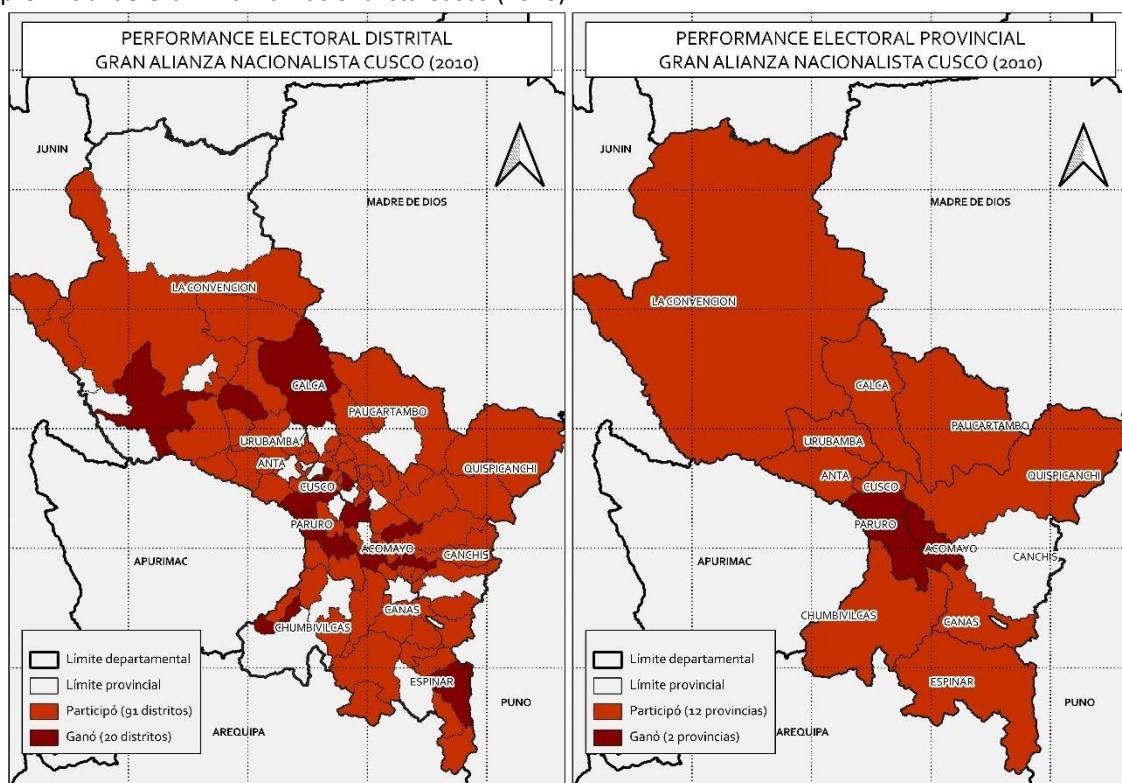 PERFORMANCE ELECTORAL DISTRITAL
GRAN ALIANZA NACIONALISTA CUSCO (2010)
JUNIN
MADRE DE DIOS
LA CONVENCION
CALCA
PAUCARTAMBO
URUBAMBA
ANTA
QUISPICANCHI
CUSCO
PARURO
ACOMAYO
CANCHIS
APURIMAC
CANAS
CHUMBIVILCAS
ESPINAR
PUNO
AREQUIPA
Límite departamental
Límite provincial
Participó (91 distritos)
Ganó (20 distritos)
PERFORMANCE ELECTORAL PROVINCIAL
GRAN ALIANZA NACIONALISTA CUSCO (2010)
JUNIN
MADRE DE DIOS
LA CONVENCION
CALCA
PAUCARTAMBO
URUBAMBA
ANTA
QUISPICANCHI
CUSCO
PARURO
ACOMAYO
CANCHIS
APURIMAC
CHUMBIVILCAS
CANAS
ESPINAR
PUNO
AREQUIPA
Límite departamental
Límite provincial
Participó (12 provincias)
Ganó (2 provincias)